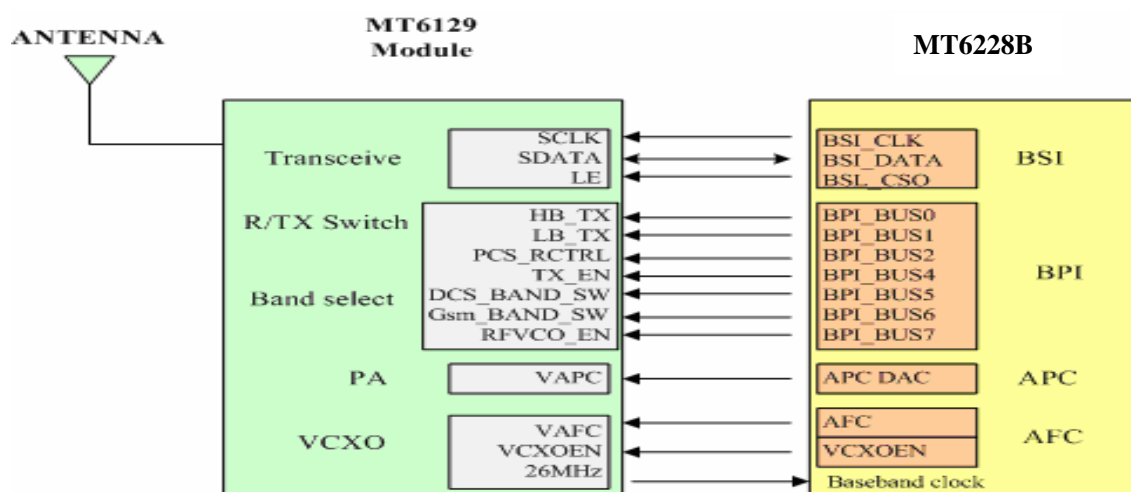 ANTENNA
MT6129
Module
MT6228B
Transceive
SCLK
SDATA
LE
BSI_CLK
BSI_DATA
BSL_CSO
BSI
R/TX Switch
Band select
HB_TX
LB_TX
PCS_RCTRL
TX_EN
DCS_BAND_SW
Gsm_BAND_SW
RFVCO_EN
BPI_BUS0
BPI_BUS1
BPI_BUS2
BPI_BUS4
BPI_BUS5
BPI_BUS6
BPI_BUS7
BPI
PA
VAPC
APC DAC
APC
VCXO
VAFC
VCXOEN
26MHz
AFC
VCXOEN
AFC
Baseband clock